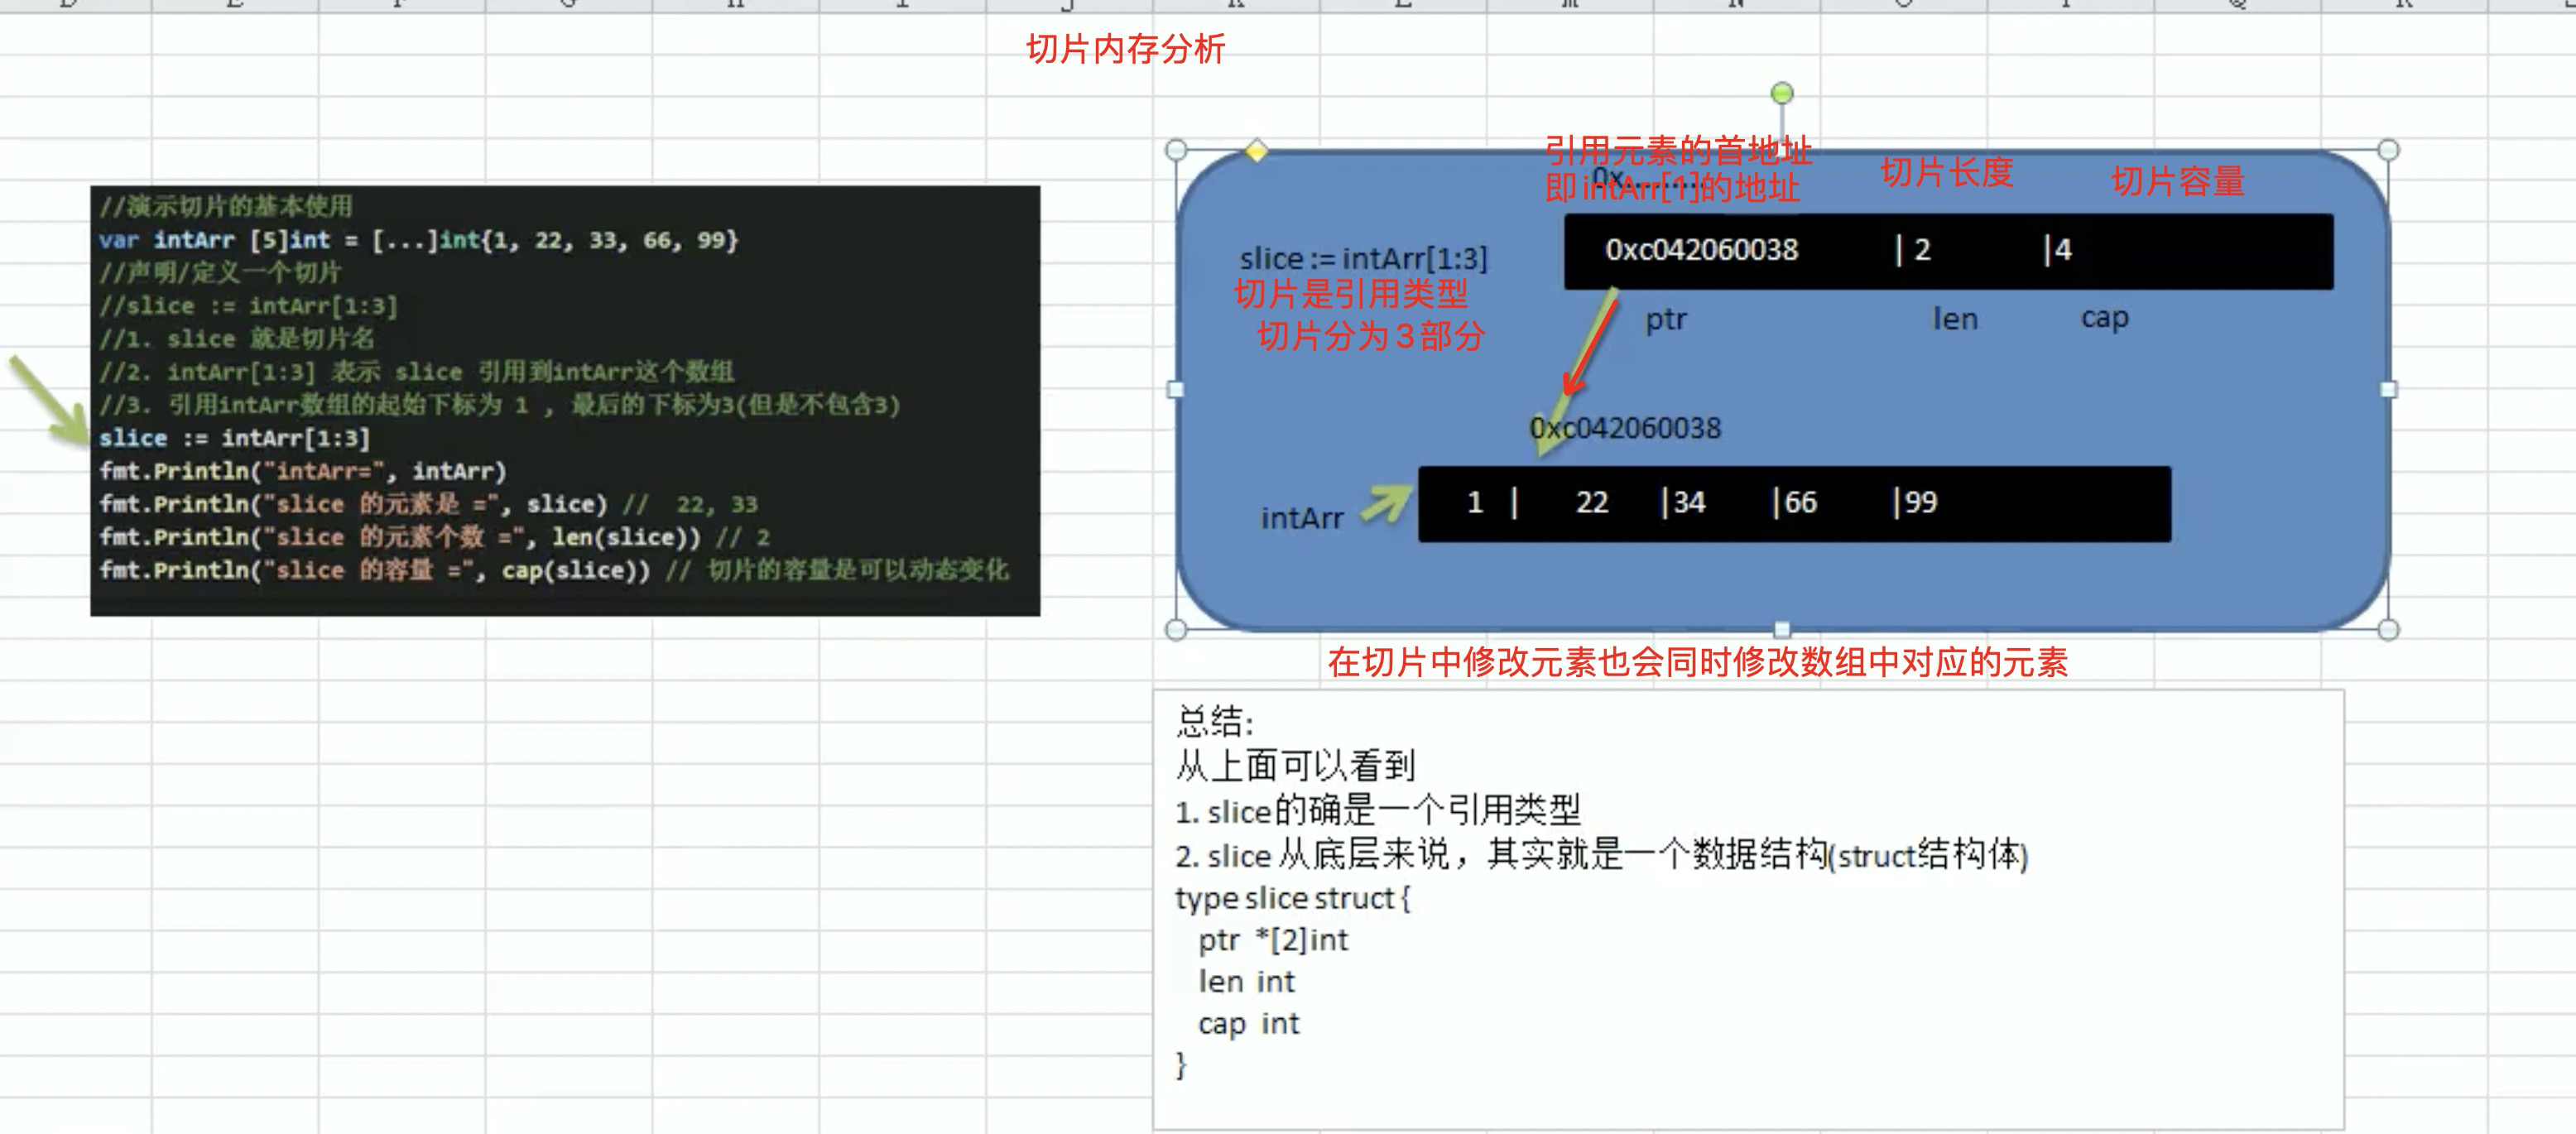 切片内存分析
//演示切片的基本使用
var intArr [5]int = [...]int{1, 22, 33, 66, 99}
//声明/定义一个切片
//slice := intArr[1:3]
//1. slice 就是切片名
//2. intArr[1:3] 表示 slice 引用到intArr这个数组
//3. 引用intArr数组的起始下标为 1 , 最后的下标为3(但是不包含3)
slice := intArr[1:3]
fmt.Println("intArr=", intArr)
fmt.Println("slice 的元素是 =", slice) // 22, 33
fmt.Println("slice 的元素个数 =", len(slice)) // 2
fmt.Println("slice 的容量 =", cap(slice)) // 切片的容量是可以动态变化
引用元素的首地址
0x..........
即intArr[1]的地址
切片长度
切片容量
slice := intArr[1:3]
0xc042060038 | 2 |4
切片是引用类型
切片分为3部分
ptr len cap
0xc042060038
intArr
1 | 22 |34 |66 |99
在切片中修改元素也会同时修改数组中对应的元素
总结:
从上面可以看到
1. slice的确是一个引用类型
2. slice 从底层来说，其实就是一个数据结构(struct结构体)
type slice struct {
ptr *[2]int
len int
cap int
}